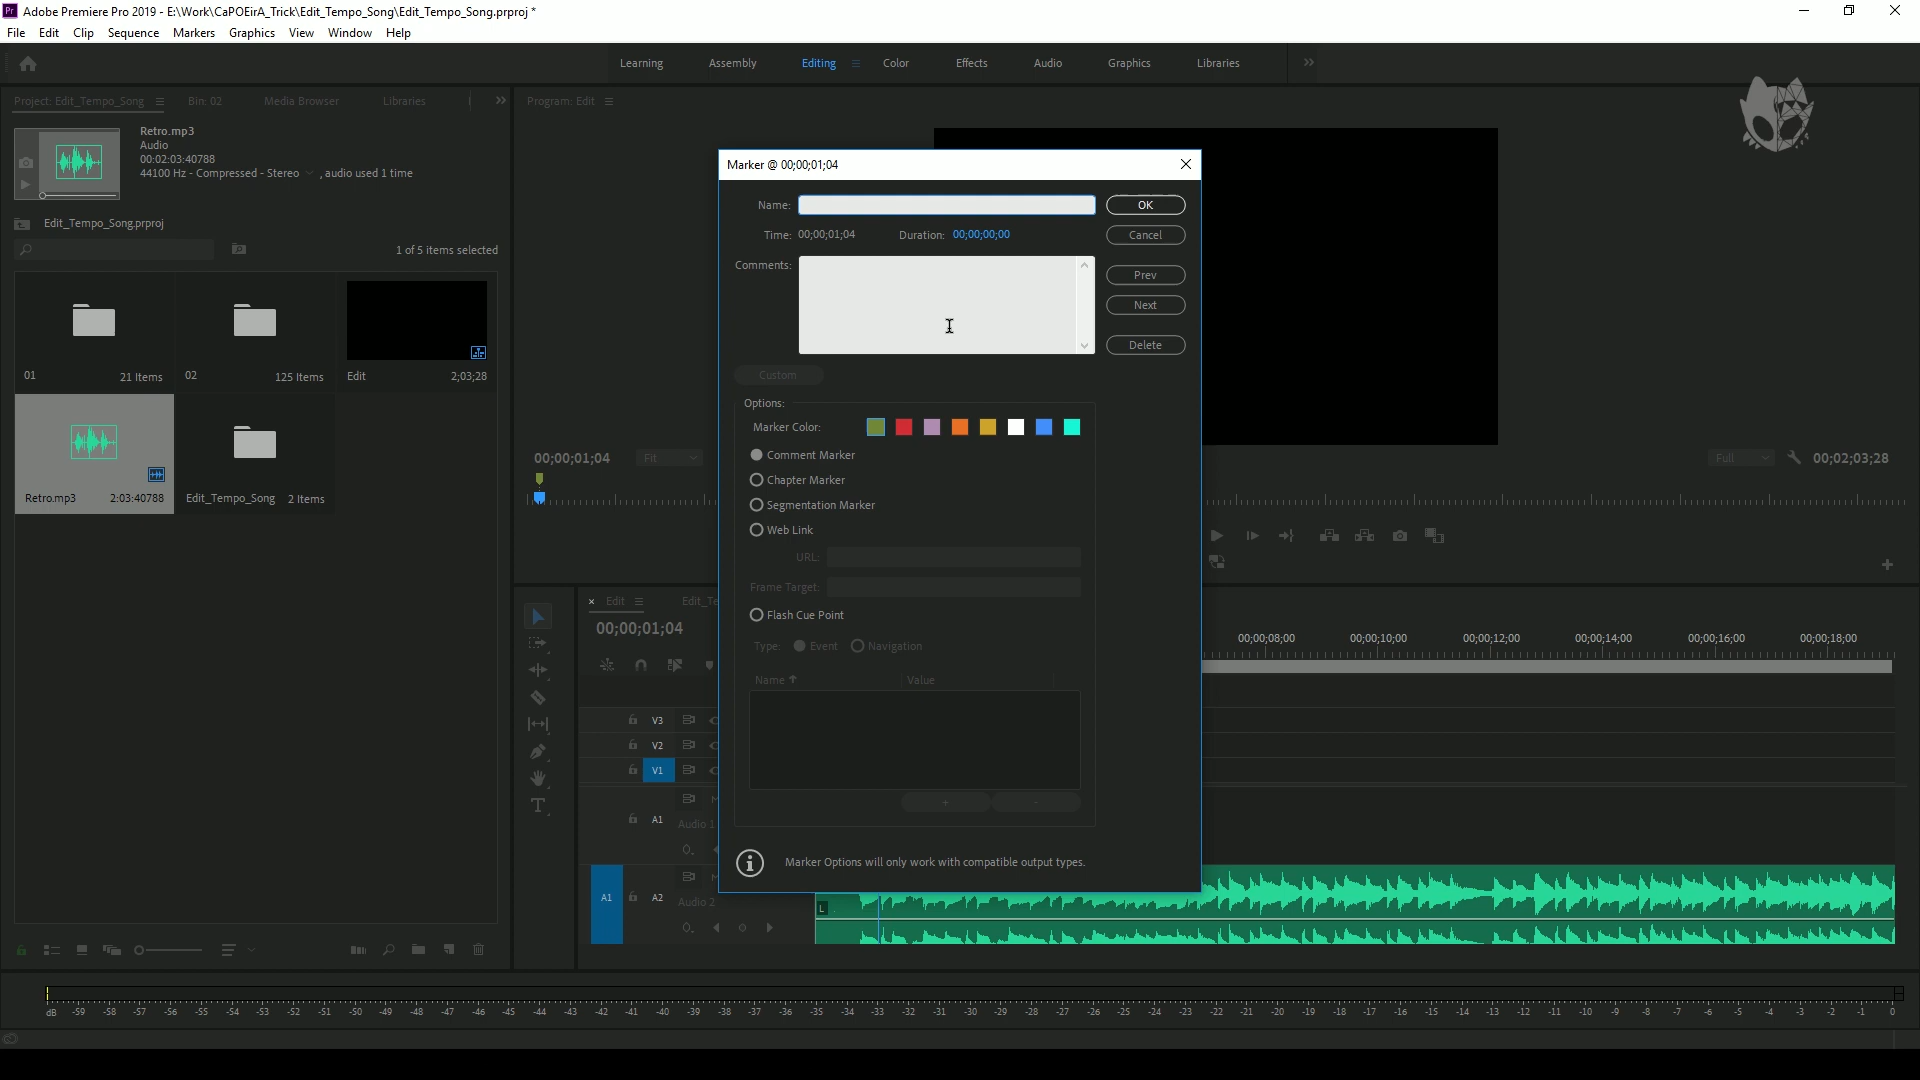 Pr Adobe Premiere Pro 2019 - E:\Work\CaPOEirA_Trick\Edit_Tempo_Song\Edit_Tempo_Song.prproj *
File Edit Clip Sequence Markers Graphics View Window Help
Learning Assembly Editing Color Effects Audio Graphics Libraries
Project: Edit_Tempo_Song Bin: 02 Media Browser Libraries
Program: Edit
Retro.mp3
Audio
00:02:03:40788
44100 Hz - Compressed - Stereo , audio used 1 time
Edit_Tempo_Song.prproj
1 of 5 items selected
01 21 Items
02 125 Items
Edit 2;03;28
Retro.mp3 2:03:40788
Edit_Tempo_Song 2 Items
Marker @ 00;00;01;04
Name: OK
Time: 00;00;01;04 Duration: 00;00;00;00 Cancel
Comments: Prev
Next
Delete
Custom
Options:
Marker Color:
Comment Marker
Chapter Marker
Segmentation Marker
Web Link
URL:
Frame Target:
Flash Cue Point
Type: Event Navigation
Name Value
+ -
Marker Options will only work with compatible output types.
00;00;01;04 Fit
Full 00;02;03;28
Edit Edit_Te
00;00;01;04
00;00;08;00 00;00;10;00 00;00;12;00 00;00;14;00 00;00;16;00 00;00;18;00
V3
V2
V1
A1 M
Audio 1
A1 A2 M
Audio 2
L
dB -59 -58 -57 -56 -55 -54 -53 -52 -51 -50 -49 -48 -47 -46 -45 -44 -43 -42 -41 -40 -39 -38 -37 -36 -35 -34 -33 -32 -31 -30 -29 -28 -27 -26 -25 -24 -23 -22 -21 -20 -19 -18 -17 -16 -15 -14 -13 -12 -11 -10 -9 -8 -7 -6 -5 -4 -3 -2 -1 0